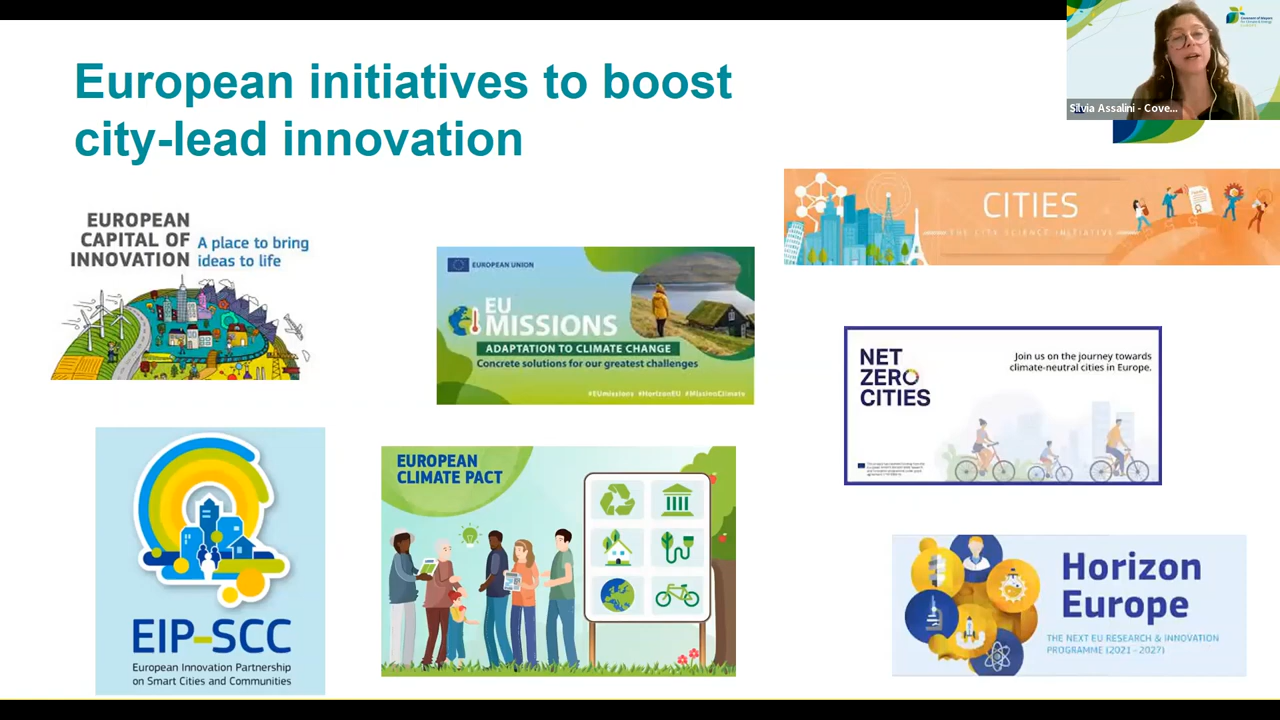 European initiatives to boost
city-lead innovation
Silvia Assalini - Cove...
EUROPEAN
CAPITAL OF
INNOVATION
A place to bring
ideas to life
EUROPEAN UNION
EU
MISSIONS
ADAPTATION TO CLIMATE CHANGE
Concrete solutions for our greatest challenges
#EUmissions #HorizonEU #MissionClimate
CITIES
THE CITY SCIENCE INITIATIVE
NET
ZERO
CITIES
Join us on the journey towards
climate-neutral cities in Europe.
EIP-SCC
European Innovation Partnership
on Smart Cities and Communities
EUROPEAN
CLIMATE PACT
Horizon
Europe
THE NEXT EU RESEARCH & INNOVATION
PROGRAMME (2021 - 2027)